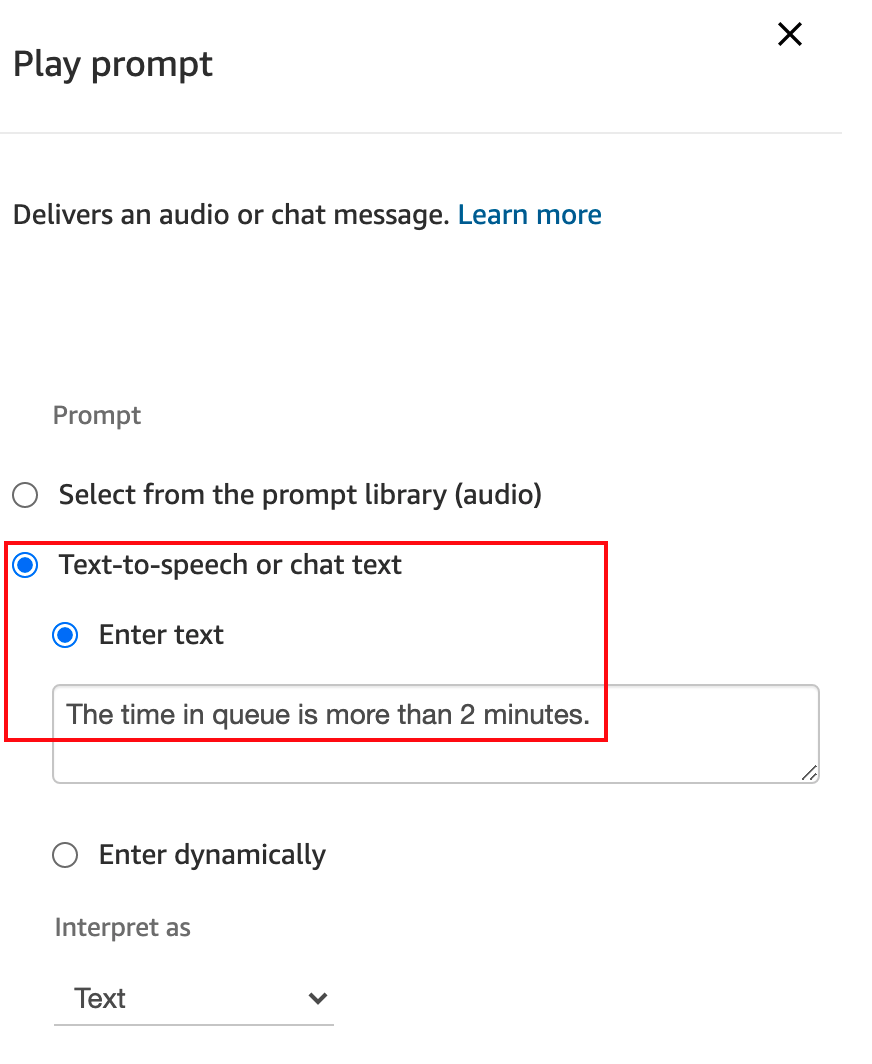 Play prompt
Delivers an audio or chat message. Learn more
Prompt
Select from the prompt library (audio)
Text-to-speech or chat text
Enter text
The time in queue is more than 2 minutes.
Enter dynamically
Interpret as
Text